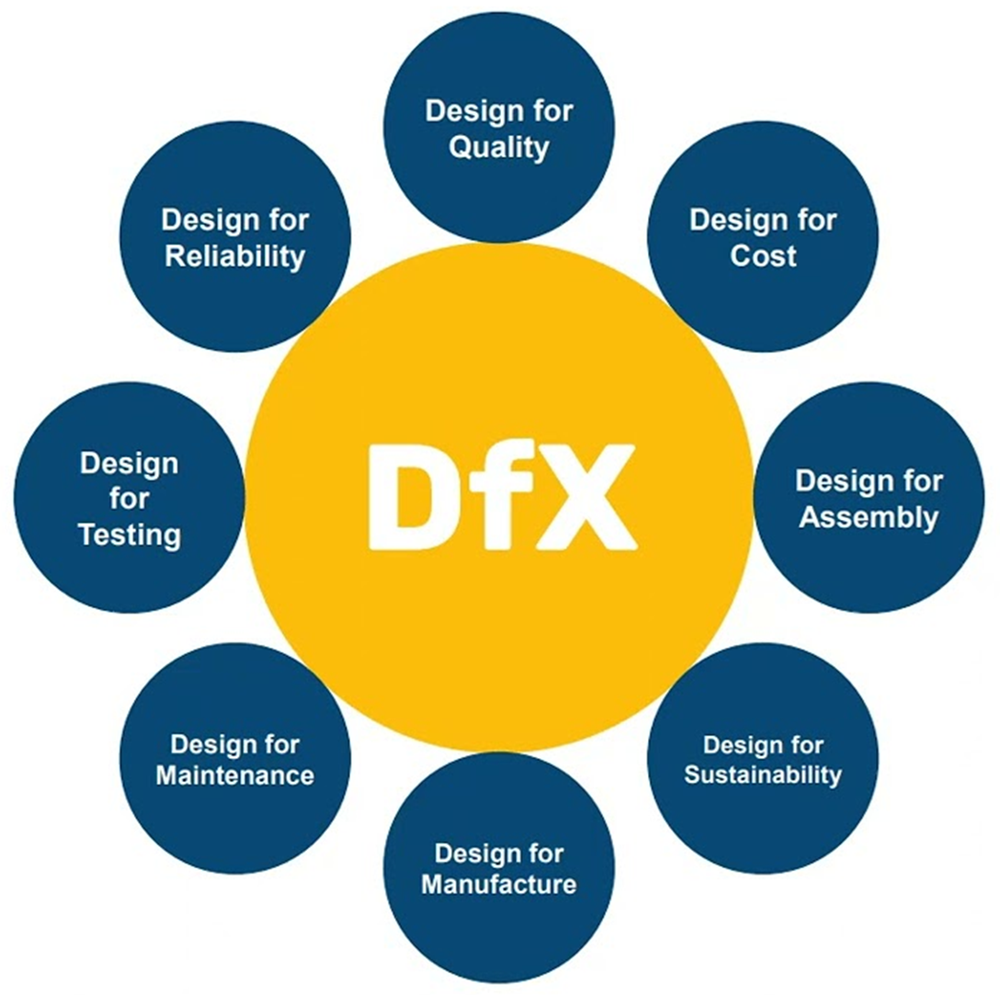 Design for
Quality
Design for
Cost
Design for
Reliability
DfX
Design for
Assembly
Design
for
Testing
Design for
Sustainability
Design for
Maintenance
Design for
Manufacture